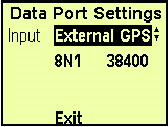 Data Port Settings
Input External GPS
8N1 38400
Exit